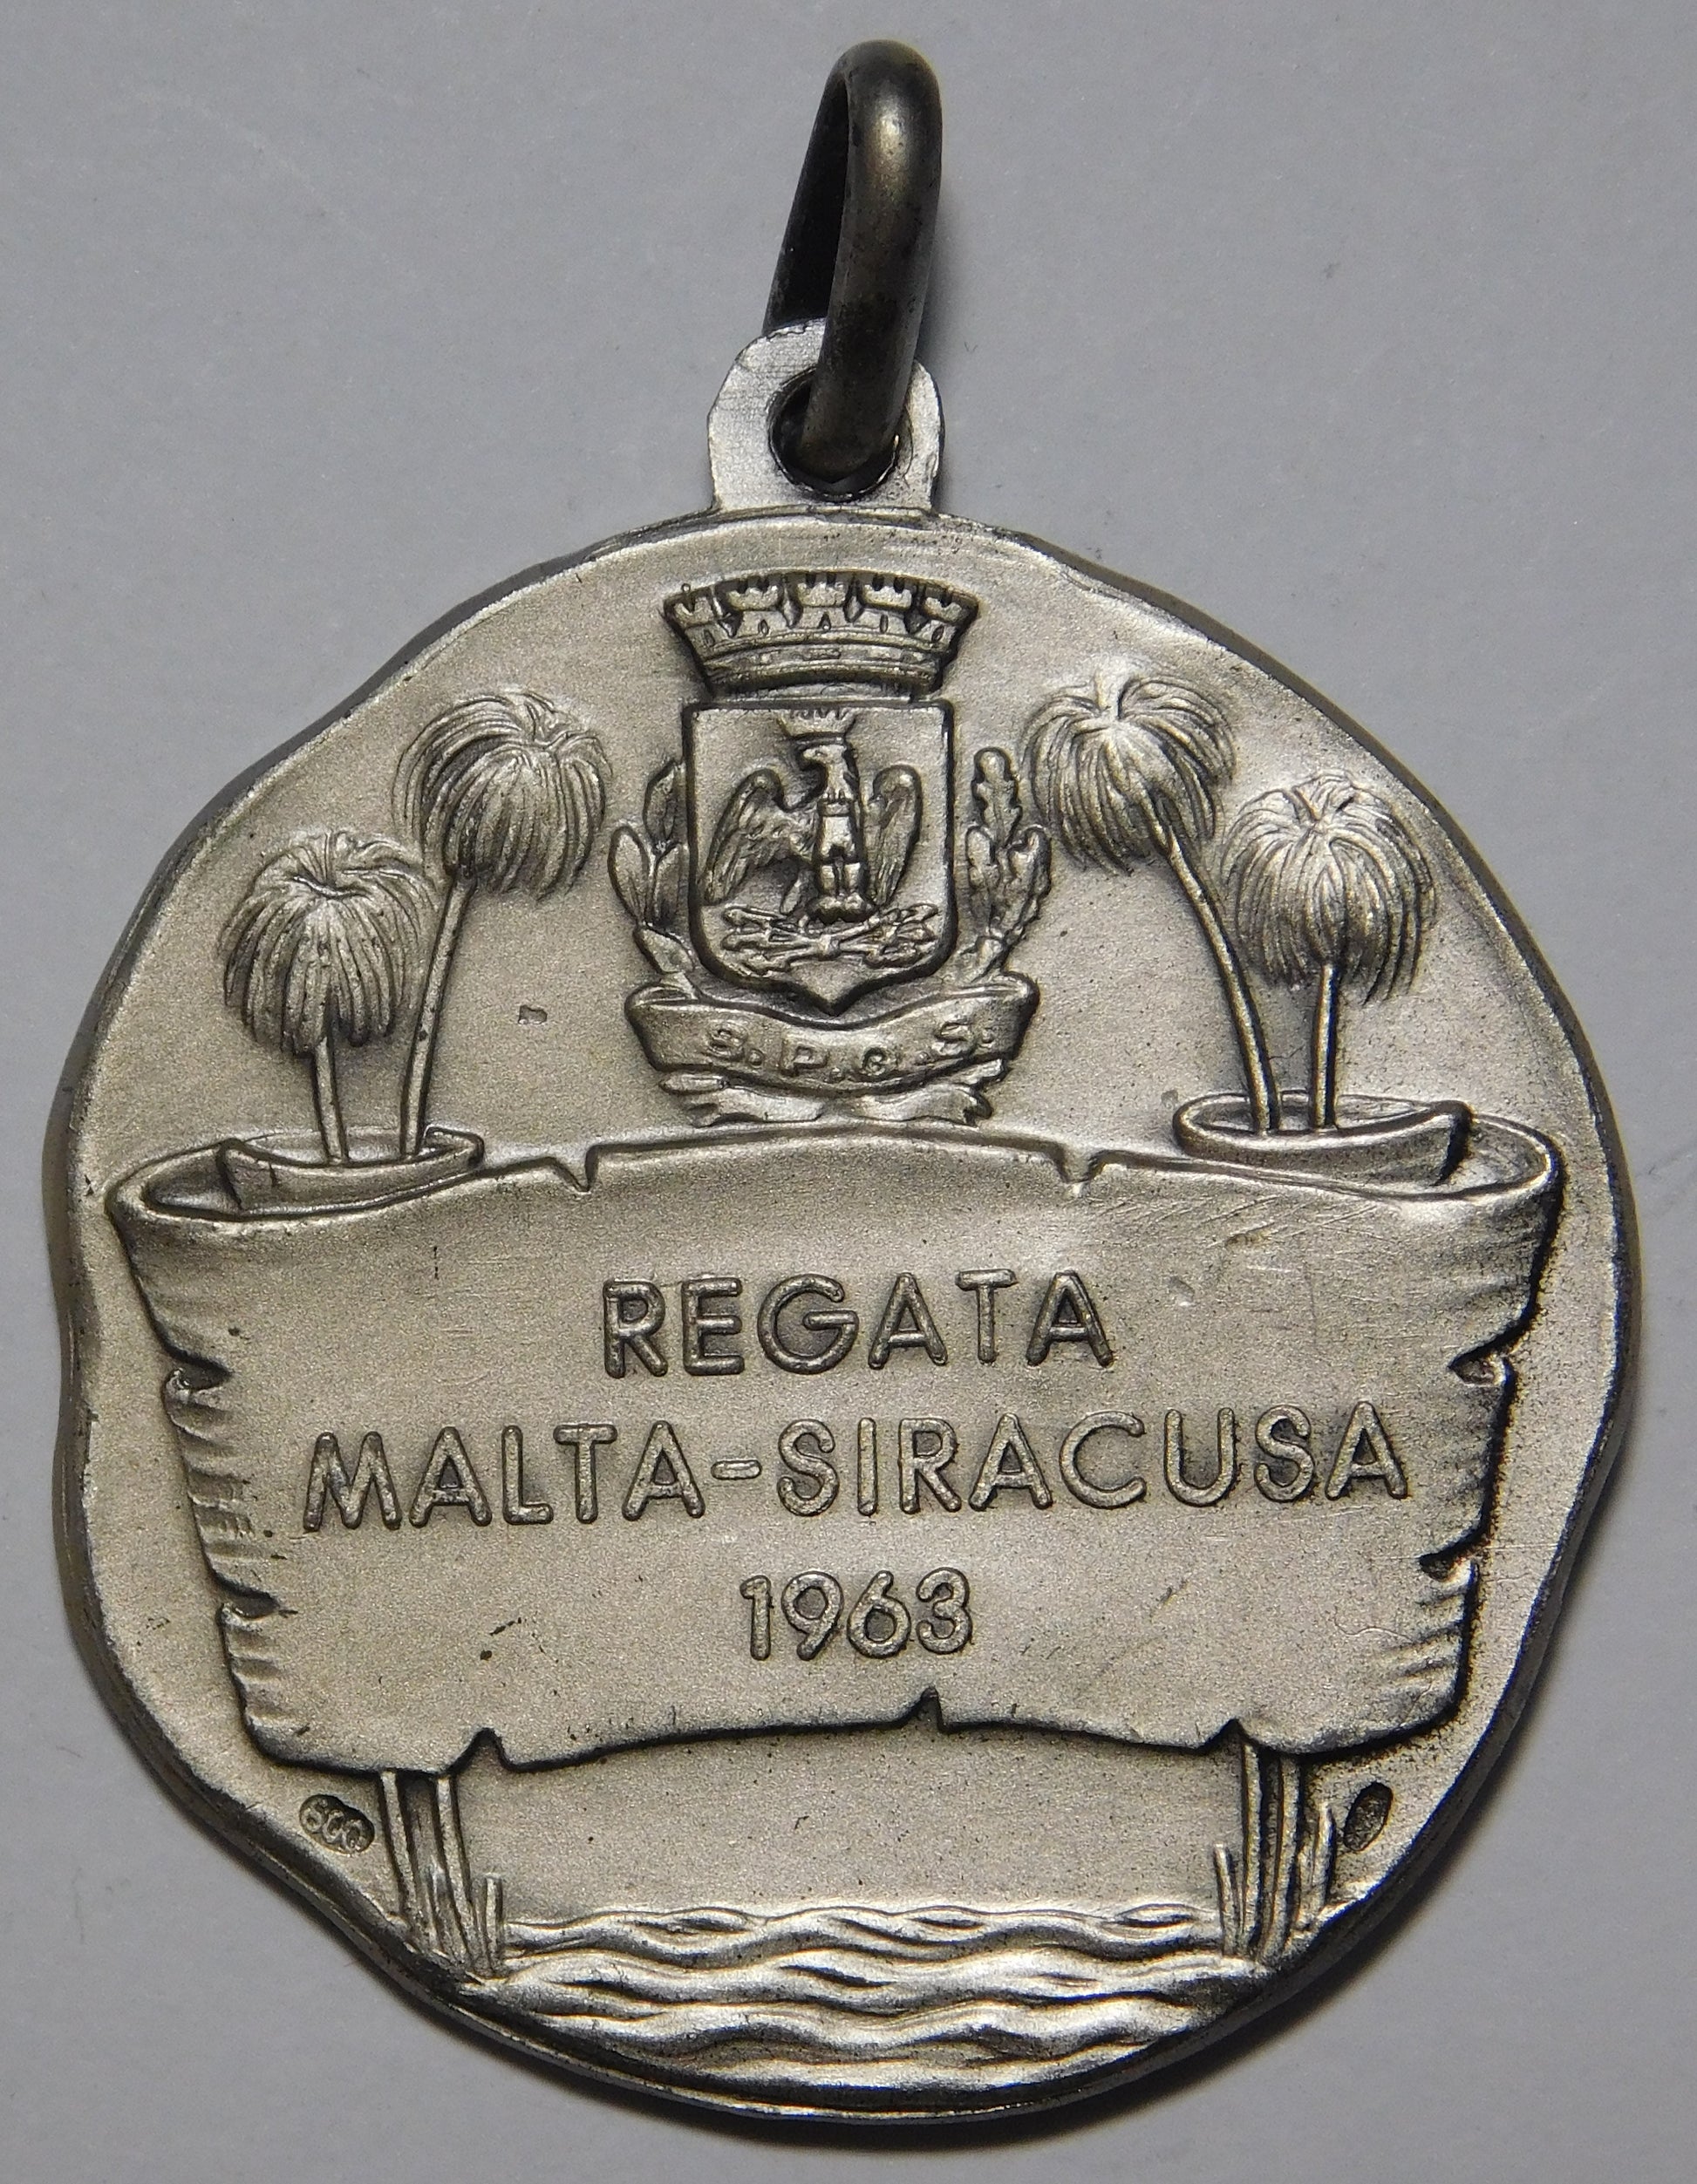 S.P.Q.S.
REGATA
MALTA-SIRACUSA
1963
800